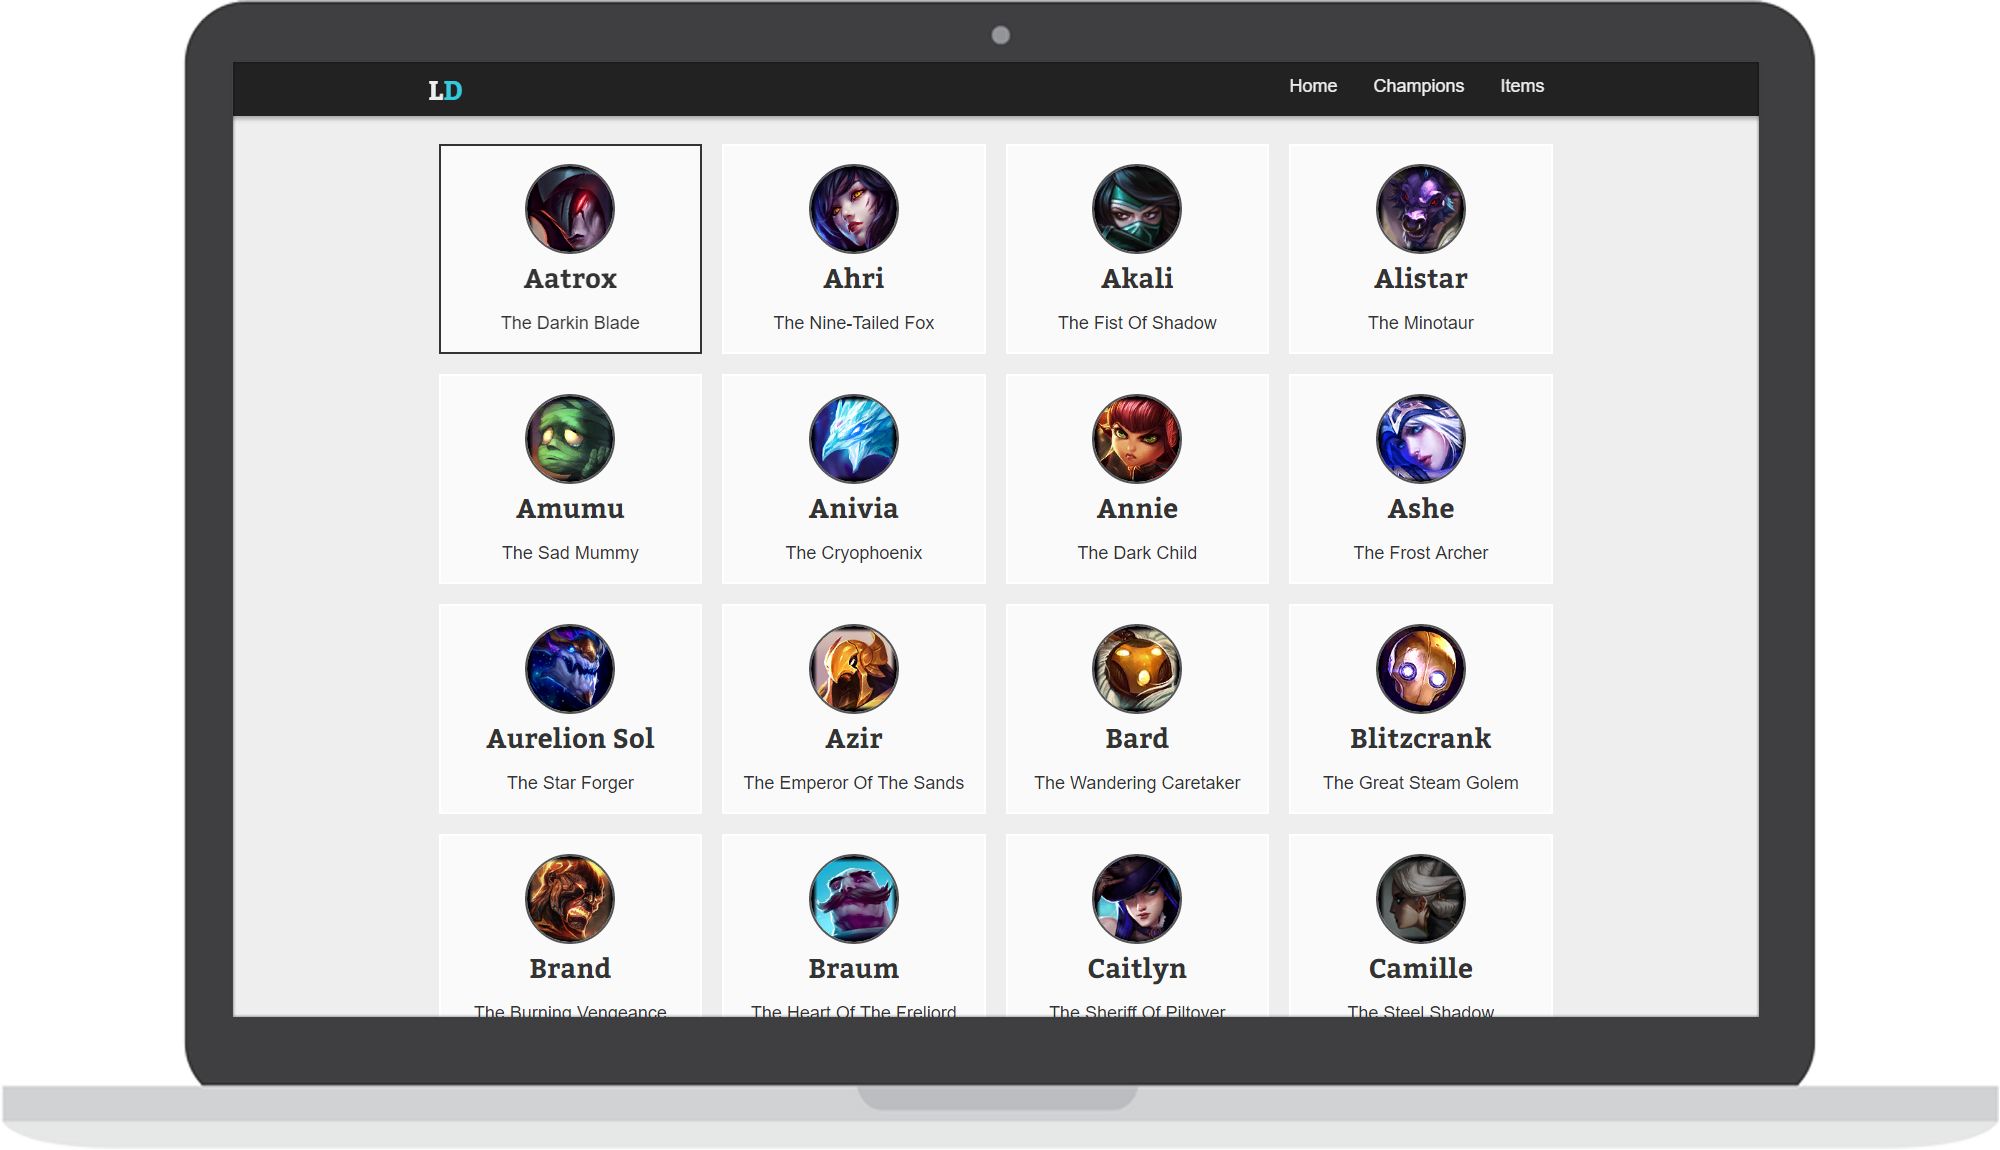 LD
Home Champions Items
Aatrox Ahri Akali Alistar
The Darkin Blade The Nine-Tailed Fox The Fist Of Shadow The Minotaur
Amumu Anivia Annie Ashe
The Sad Mummy The Cryophoenix The Dark Child The Frost Archer
Aurelion Sol Azir Bard Blitzcrank
The Star Forger The Emperor Of The Sands The Wandering Caretaker The Great Steam Golem
Brand Braum Caitlyn Camille
The Burning Vengeance The Heart Of The Freljord The Sheriff Of Piltover The Steel Shadow